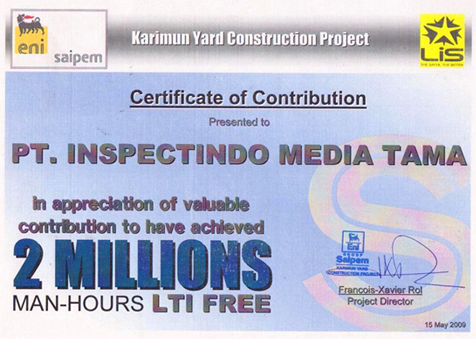 eni
saipem
Karimun Yard Construction Project
LiS
Certificate of Contribution
Presented to
PT. INSPECTINDO MEDIA TAMA
in appreciation of valuable
contribution to have achieved
2 MILLIONS
MAN-HOURS LTI FREE
Eni
Saipem
KARIMUN YARD
CONSTRUCTION PROJECT
Francois-Xavier Rol
Project Director
15 May 2009